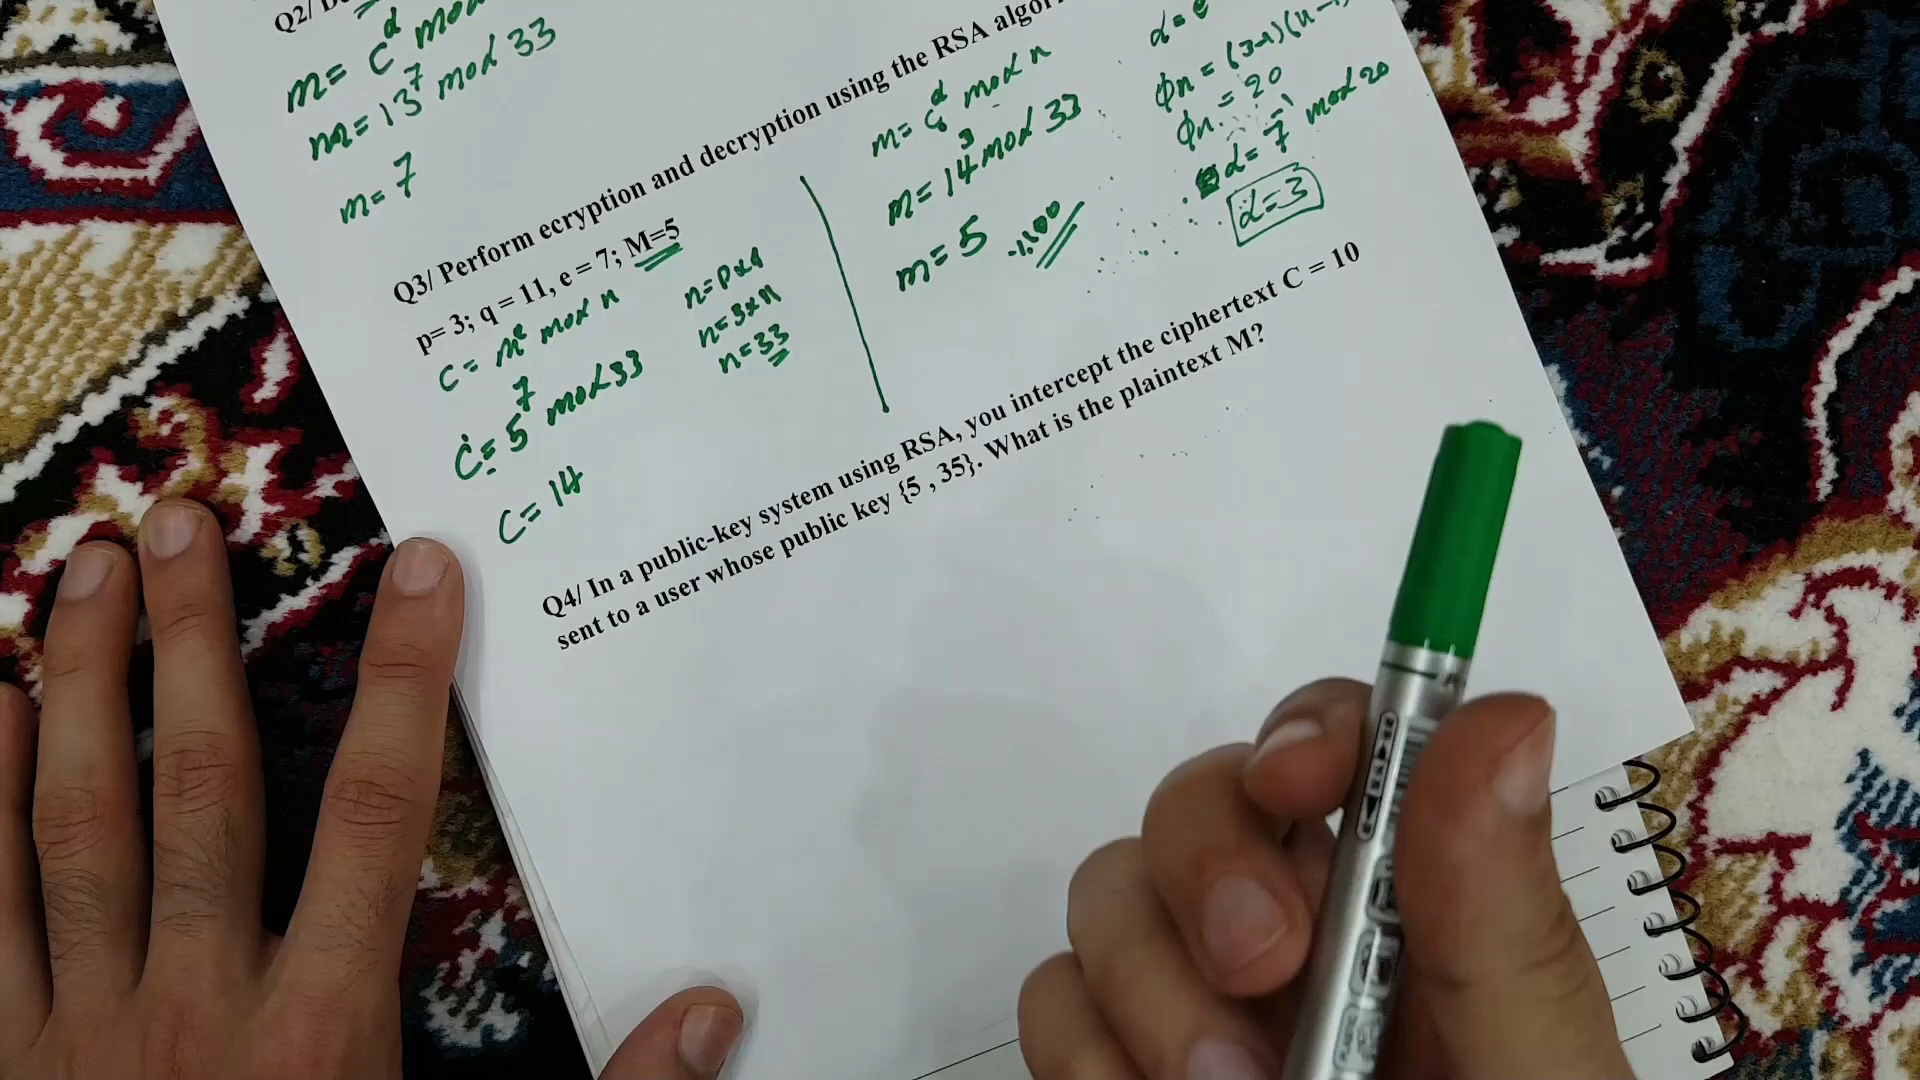 Q2/
m= C^d mod
m=13^7 mod 33
m= 7
Q3/ Perform ecryption and decryption using the RSA algor
p= 3; q = 11, e = 7; M=5
C= m^e mod n
C= 5^7 mod 33
C= 14
n=p×q
n=3×11
n=33
m= C^d mod n
m= 14^3 mod 33
m= 5
d= e
Φn = (3-1)(11-1)
Φn = 20
d= 7^-1 mod 20
d=3
Q4/ In a public-key system using RSA, you intercept the ciphertext C = 10
sent to a user whose public key {5 , 35}. What is the plaintext M?